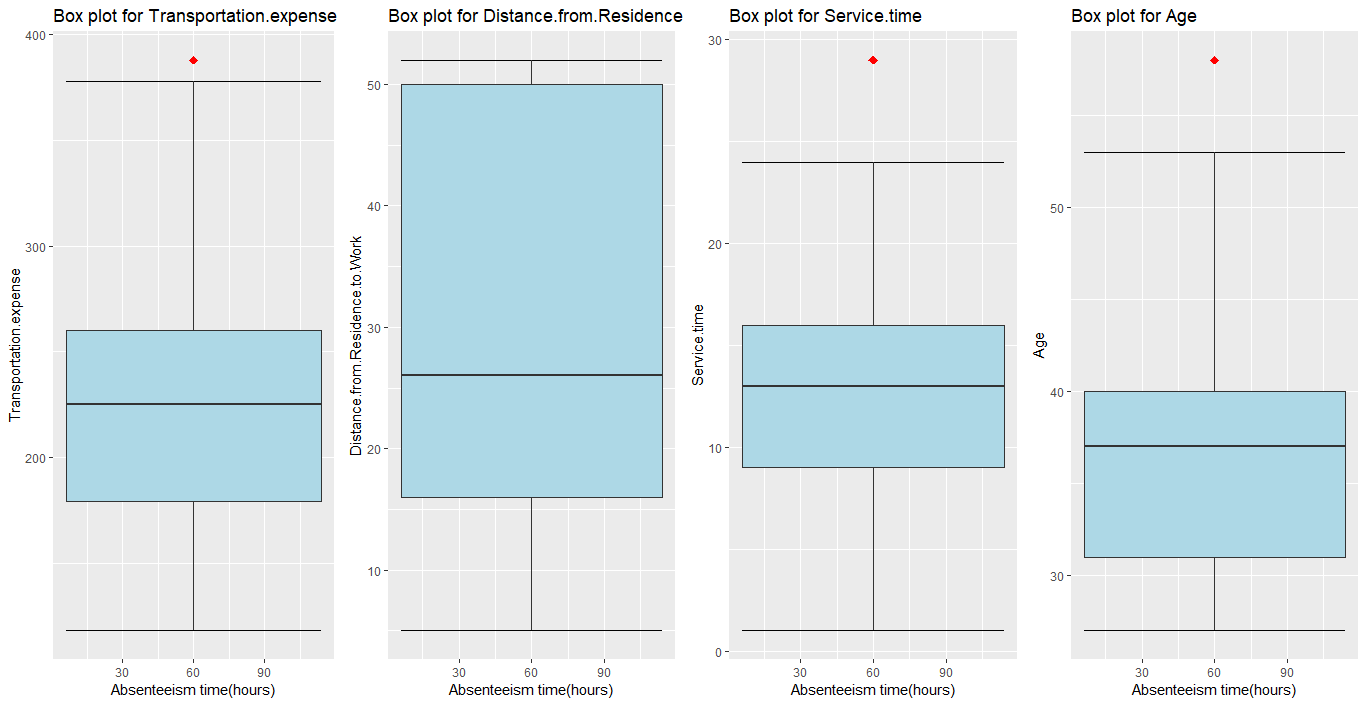 Box plot for Transportation.expense
400
300
200
Transportation.expense
30 60 90
Absenteeism time(hours)
Box plot for Distance.from.Residence
50
40
30
20
10
Distance.from.Residence.to.Work
30 60 90
Absenteeism time(hours)
Box plot for Service.time
30
20
10
0
Service.time
30 60 90
Absenteeism time(hours)
Box plot for Age
50
40
30
Age
30 60 90
Absenteeism time(hours)